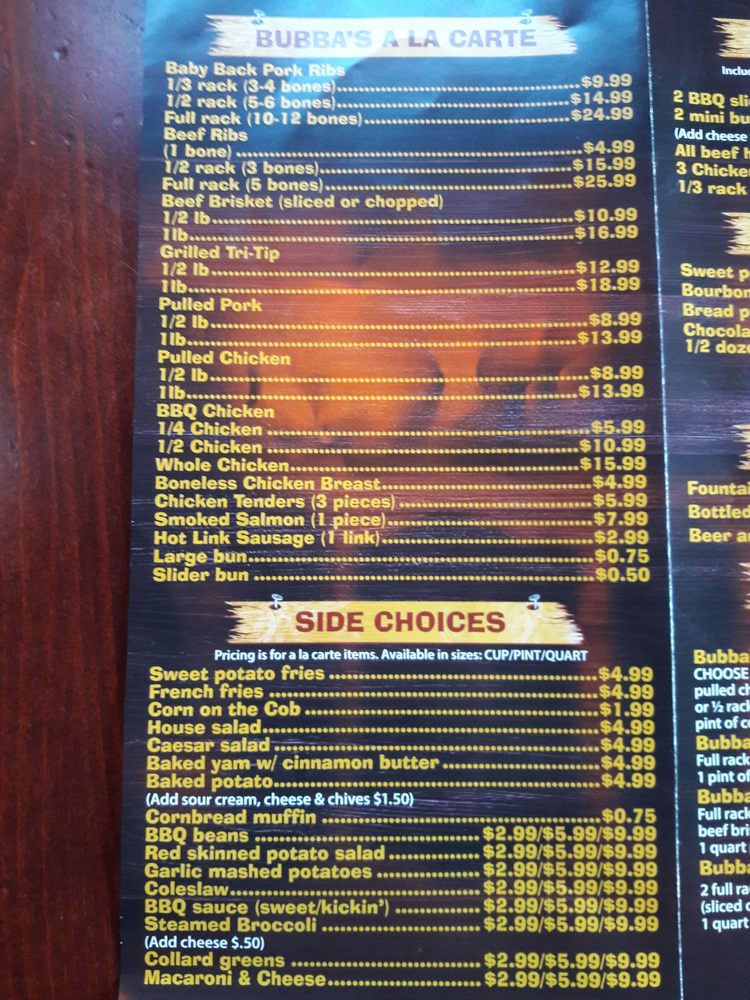 BUBBA'S A LA CARTE
Baby Back Pork Ribs
1/3 rack (3-4 bones)........$9.99
1/2 rack (5-6 bones)........$14.99
Full rack (10-12 bones)........$24.99
Beef Ribs
(1 bone) ........$4.99
1/2 rack (3 bones)........$15.99
Full rack (5 bones)........$25.99
Beef Brisket (sliced or chopped)
1/2 lb........$10.99
1lb........$16.99
Grilled Tri-Tip
1/2 lb........$12.99
1lb........$18.99
Pulled Pork
1/2 lb........$8.99
1lb........$13.99
Pulled Chicken
1/2 lb........$8.99
1lb........$13.99
BBQ Chicken
1/4 Chicken ........$5.99
1/2 Chicken ........$10.99
Whole Chicken........$15.99
Boneless Chicken Breast........$4.99
Chicken Tenders (3 pieces) ........$5.99
Smoked Salmon (1 piece)........$7.99
Hot Link Sausage (1 link)........$2.99
Large bun........$0.75
Slider bun ........$0.50
SIDE CHOICES
Pricing is for a la carte items. Available in sizes: CUP/PINT/QUART
Sweet potato fries ........$4.99
French fries ........$4.99
Corn on the Cob ........$1.99
House salad........$4.99
Caesar salad ........$4.99
Baked yam w/ cinnamon butter ........$4.99
Baked potato........$4.99
(Add sour cream, cheese & chives $1.50)
Cornbread muffin ........$0.75
BBQ beans ........$2.99/$5.99/$9.99
Red skinned potato salad ........$2.99/$5.99/$9.99
Garlic mashed potatoes ........$2.99/$5.99/$9.99
Coleslaw........$2.99/$5.99/$9.99
BBQ sauce (sweet/kickin') ........$2.99/$5.99/$9.99
Steamed Broccoli ........$2.99/$5.99/$9.99
(Add cheese $.50)
Collard greens ........$2.99/$5.99/$9.99
Macaroni & Cheese........$2.99/$5.99/$9.99
2 BBQ
2 mini
(Add cheese
All beef
3
1/3 rack
Sweet
Bread
1/2
Beer
CHOOSE
pulled
or ½
pint of
Full rack
1 pint of
Full rack
beef
1 quart
2 full
(sliced
1 quart